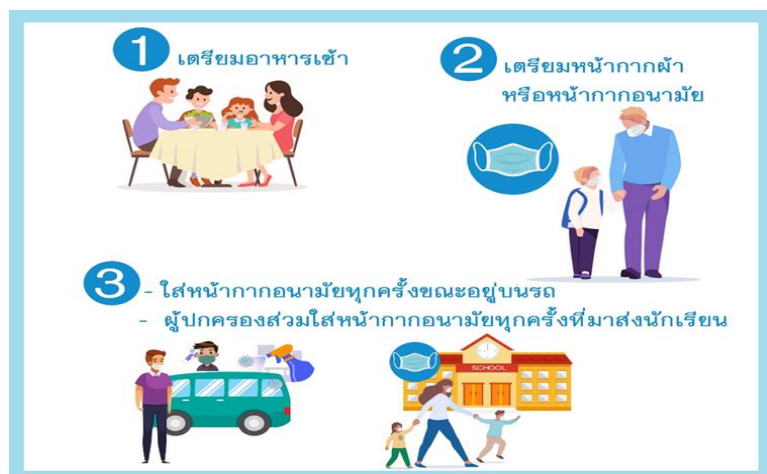 1 เตรียมอาหารเช้า
2 เตรียมหน้ากากผ้า
หรือหน้ากากอนามัย
3 - ใส่หน้ากากอนามัยทุกครั้งขณะอยู่บนรถ
- ผู้ปกครองส่วมใส่หน้ากากอนามัยทุกครั้งที่มาส่งนักเรียน
SCHOOL